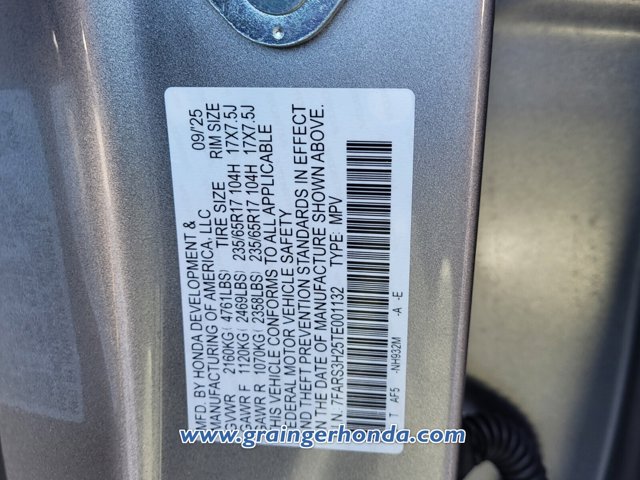 MFD. BY HONDA DEVELOPMENT & 09/'25
MANUFACTURING OF AMERICA, LLC
GVWR 2160KG( 4761LBS) TIRE SIZE RIM SIZE
GAWR F 1120KG( 2469LBS) 235/65R17 104H 17X7.5J
GAWR R 1070KG( 2358LBS) 235/65R17 104H 17X7.5J
THIS VEHICLE CONFORMS TO ALL APPLICABLE
FEDERAL MOTOR VEHICLE SAFETY
AND THEFT PREVENTION STANDARDS IN EFFECT
ON THE DATE OF MANUFACTURE SHOWN ABOVE.
V.I.N.: 7FARS3H25TE001132 TYPE: MPV
T AF5 -NH932M -A -E
www.graingerhonda.com